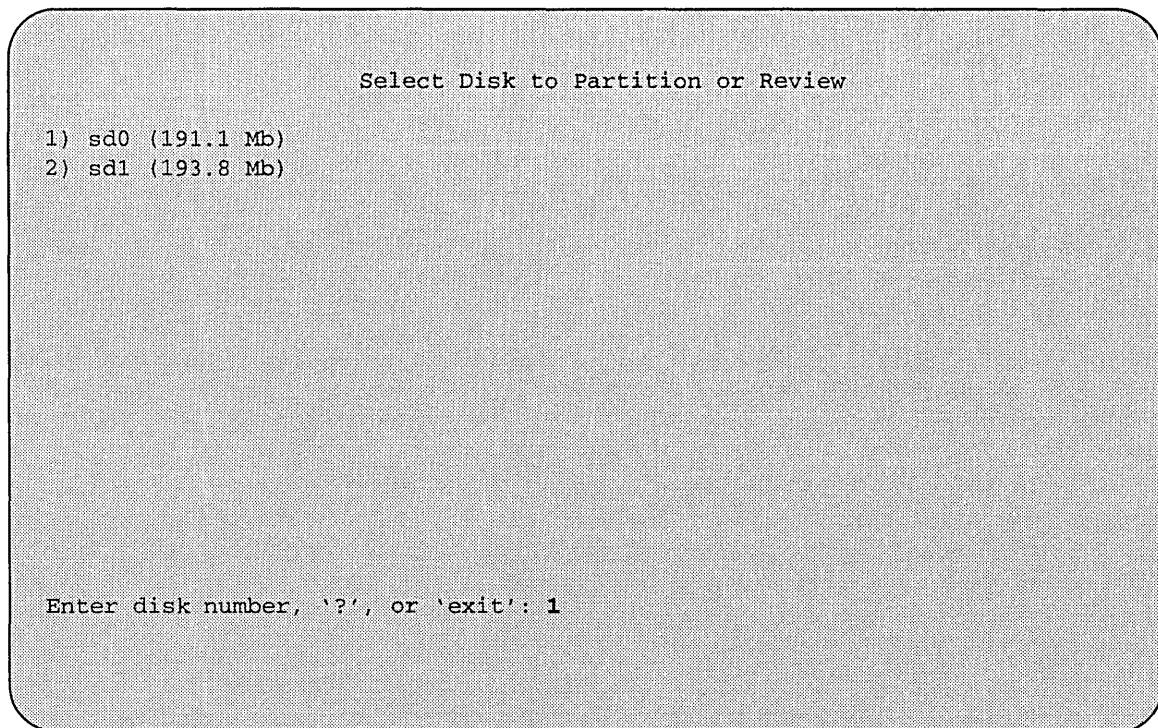 Select Disk to Partition or Review
1) sd0 (191.1 Mb)
2) sd1 (193.8 Mb)
Enter disk number, `?', or `exit': 1